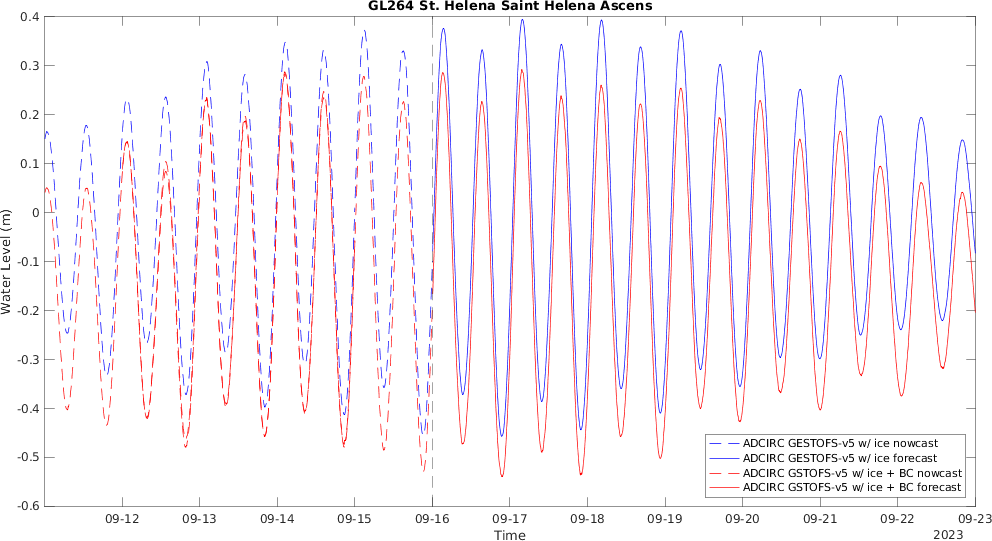 GL264 St. Helena Saint Helena Ascens
0.4
0.3
0.2
0.1
0
-0.1
-0.2
-0.3
-0.4
-0.5
-0.6
Water Level (m)
ADCIRC GESTOFS-v5 w/ ice nowcast
ADCIRC GESTOFS-v5 w/ ice forecast
ADCIRC GSTOFS-v5 w/ ice + BC nowcast
ADCIRC GSTOFS-v5 w/ ice + BC forecast
09-12 09-13 09-14 09-15 09-16 09-17 09-18 09-19 09-20 09-21 09-22 09-23
Time
2023